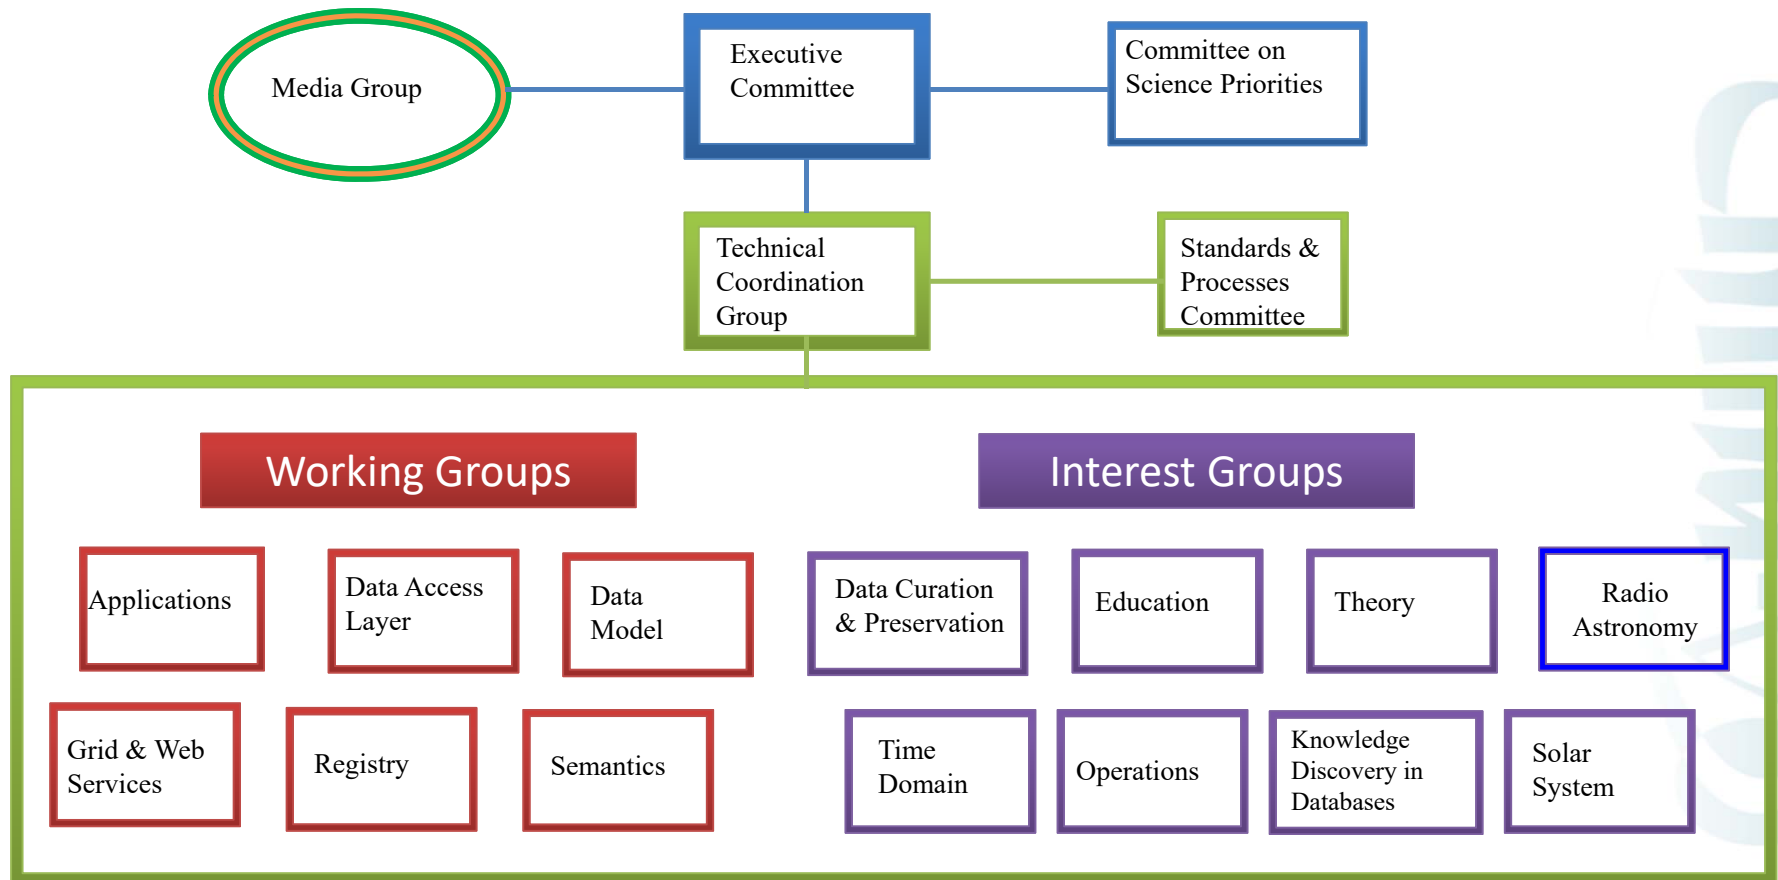 Media Group
Executive
Committee
Committee on
Science Priorities
Technical
Coordination
Group
Standards &
Processes
Committee
Working Groups
Interest Groups
Applications
Data Access
Layer
Data
Model
Data Curation
& Preservation
Education
Theory
Radio
Astronomy
Grid & Web
Services
Registry
Semantics
Time
Domain
Operations
Knowledge
Discovery in
Databases
Solar
System